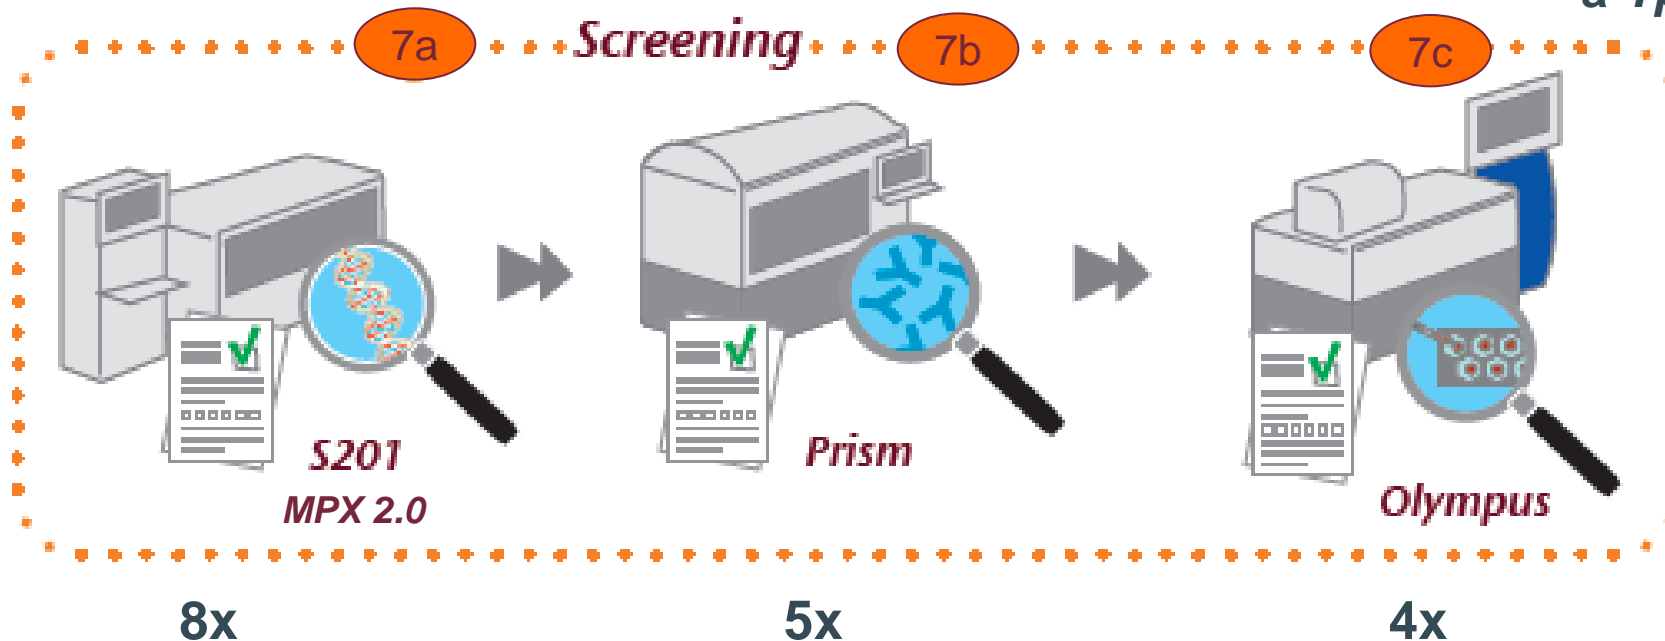 7a
Screening
7b
7c
S201
MPX 2.0
Prism
Olympus
8x
5x
4x